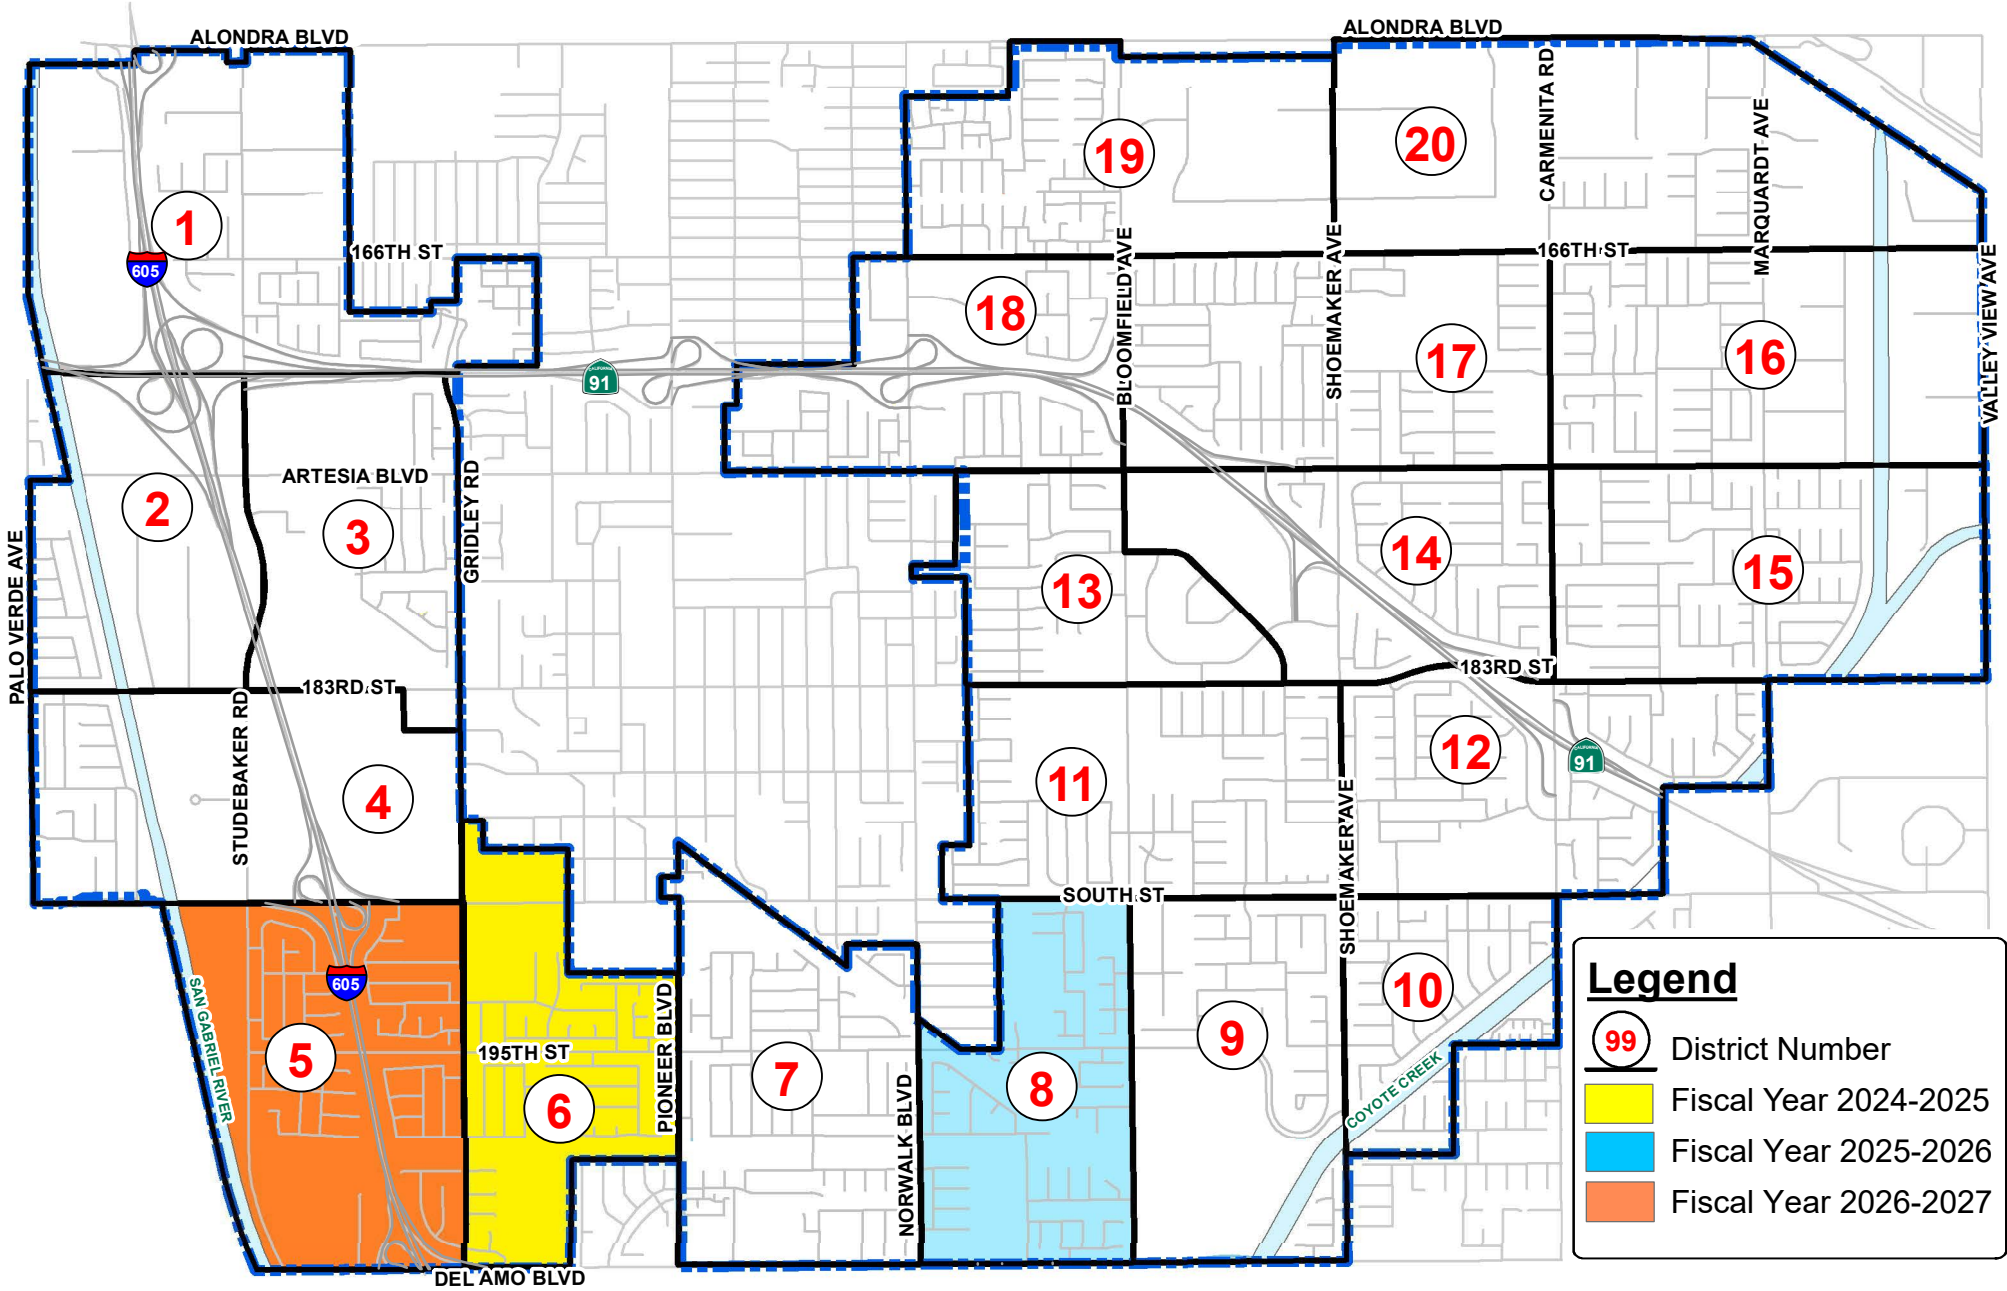 ALONDRA BLVD
ALONDRA BLVD
CARMENITA RD
MARQUARDT AVE
19
20
1
166TH ST
605
166TH ST
BLOOMFIELD AVE
SHOEMAKER AVE
VALLEY VIEW AVE
18
17
16
CALIFORNIA
91
ARTESIA BLVD
GRIDLEY RD
2
3
PALO VERDE AVE
13
14
15
183RD ST
183RD ST
STUDEBAKER RD
4
11
12
CALIFORNIA
91
SHOEMAKER AVE
SOUTH ST
605
SAN GABRIEL RIVER
5
195TH ST
6
PIONEER BLVD
7
NORWALK BLVD
8
9
10
COYOTE CREEK
DEL AMO BLVD
Legend
99 District Number
Fiscal Year 2024-2025
Fiscal Year 2025-2026
Fiscal Year 2026-2027